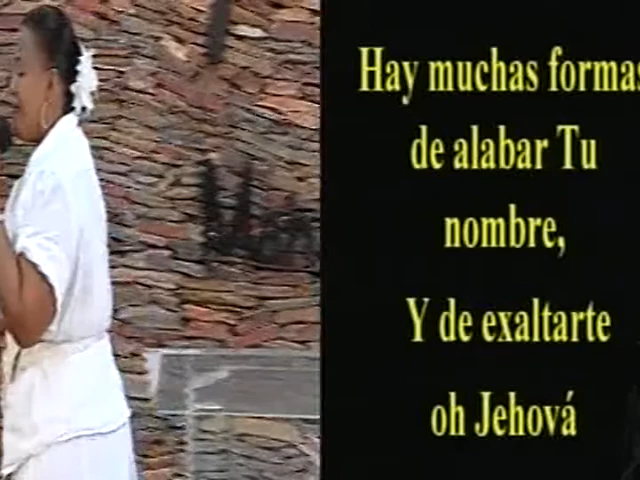 Hay muchas formas
de alabar Tu
nombre,
Y de exaltarte
oh Jehová